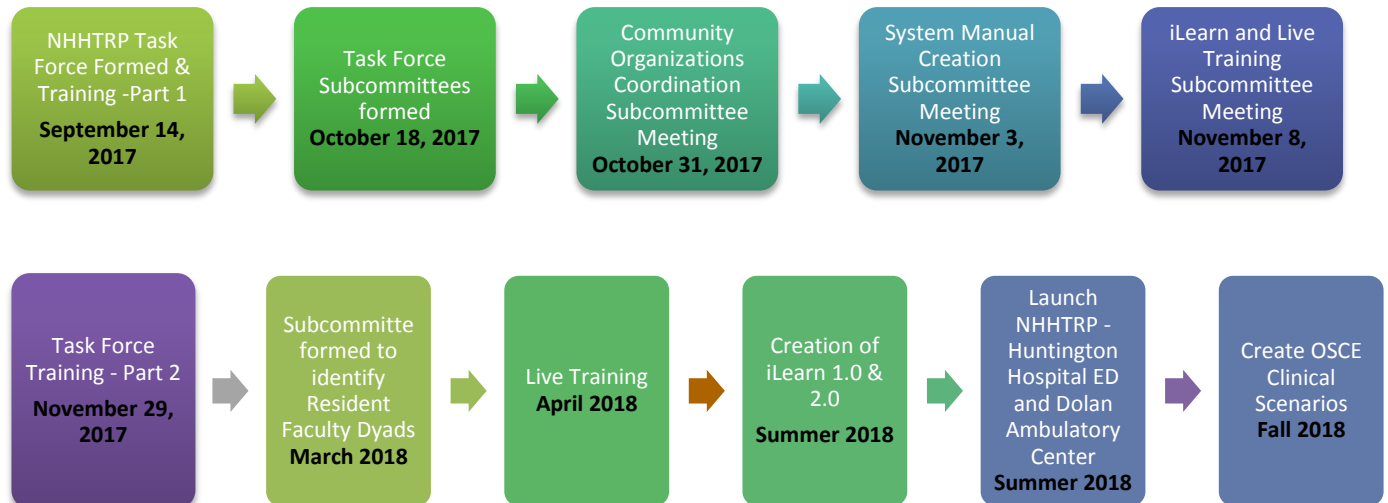 NHHTRP Task
Force Formed &
Training -Part 1
September 14,
2017
Task Force
Subcommittees
formed
October 18, 2017
Community
Organizations
Coordination
Subcommittee
Meeting
October 31, 2017
System Manual
Creation
Subcommittee
Meeting
November 3,
2017
iLearn and Live
Training
Subcommittee
Meeting
November 8,
2017
Task Force
Training - Part 2
November 29,
2017
Subcommitte
formed to
identify
Resident
Faculty Dyads
March 2018
Live Training
April 2018
Creation of
iLearn 1.0 &
2.0
Summer 2018
Launch
NHHTRP -
Huntington
Hospital ED
and Dolan
Ambulatory
Center
Summer 2018
Create OSCE
Clinical
Scenarios
Fall 2018